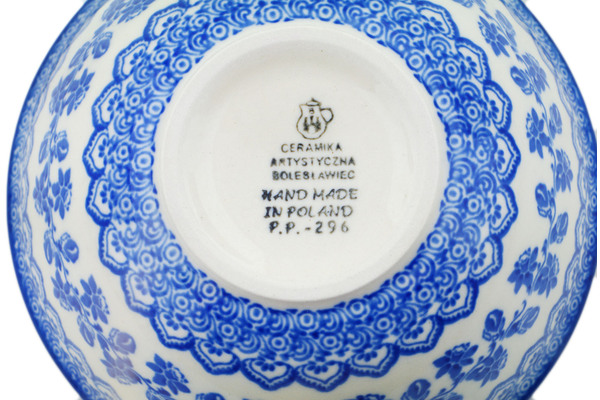 CERAMIKA
ARTYSTYCZNA
BOLESŁAWIEC
HAND MADE
IN POLAND
P.P.-296